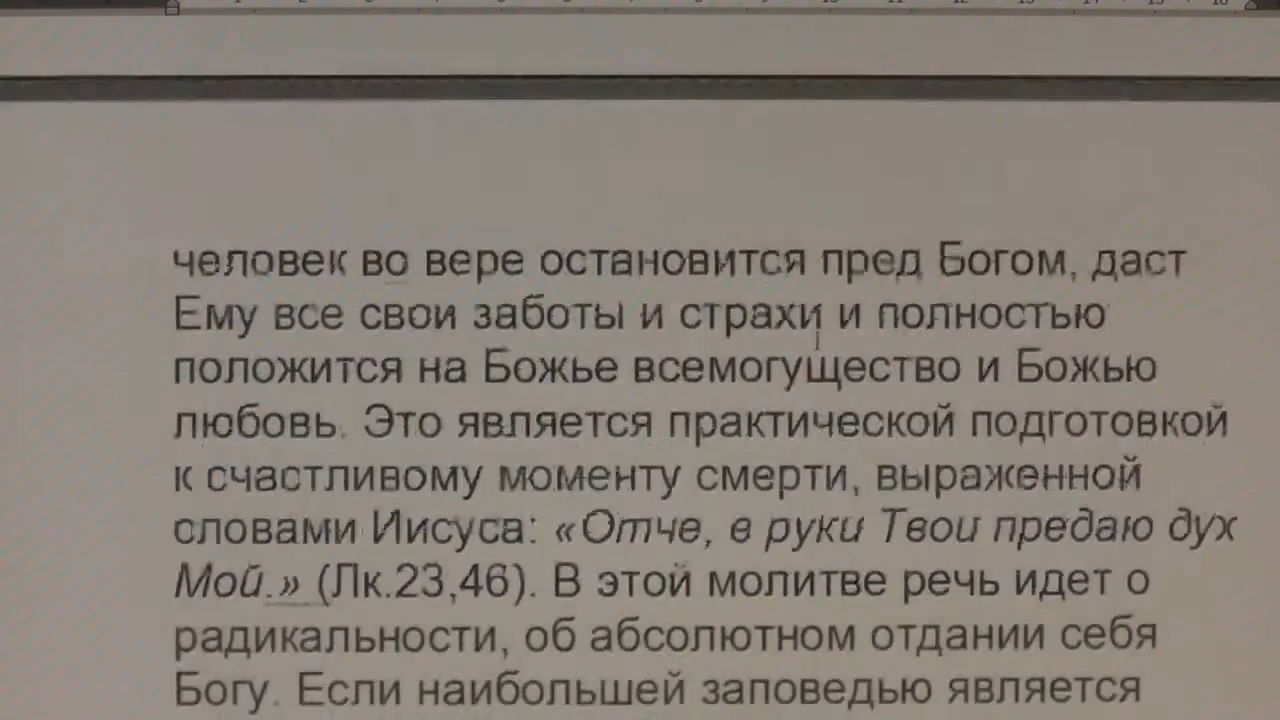 человек во вере остановится пред Богом, даст
Ему все свои заботы и страхи и полностью
положится на Божье всемогущество и Божью
любовь. Это является практической подготовкой
к счастливому моменту смерти, выраженной
словами Иисуса: «Отче, в руки Твои предаю дух
Мой.» (Лк.23,46). В этой молитве речь идет о
радикальности, об абсолютном отдании себя
Богу. Если наибольшей заповедью является